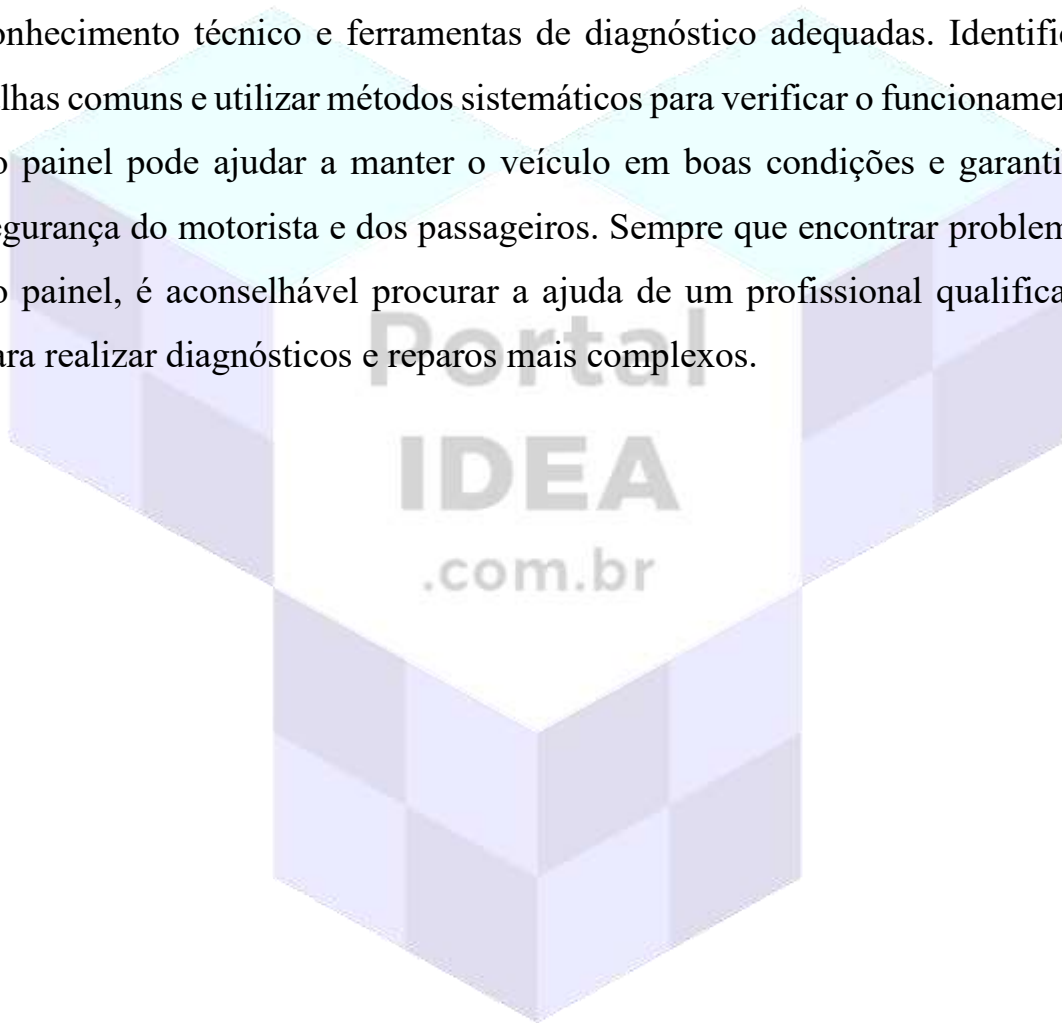 onhecimento técnico e ferramentas de diagnóstico adequadas. Identific
lhas comuns e utilizar métodos sistemáticos para verificar o funcionamen
o painel pode ajudar a manter o veículo em boas condições e garanti
egurança do motorista e dos passageiros. Sempre que encontrar problem
o painel, é aconselhável procurar a ajuda de um profissional qualifica
ara realizar diagnósticos e reparos mais complexos.
Portal
IDEA
.com.br